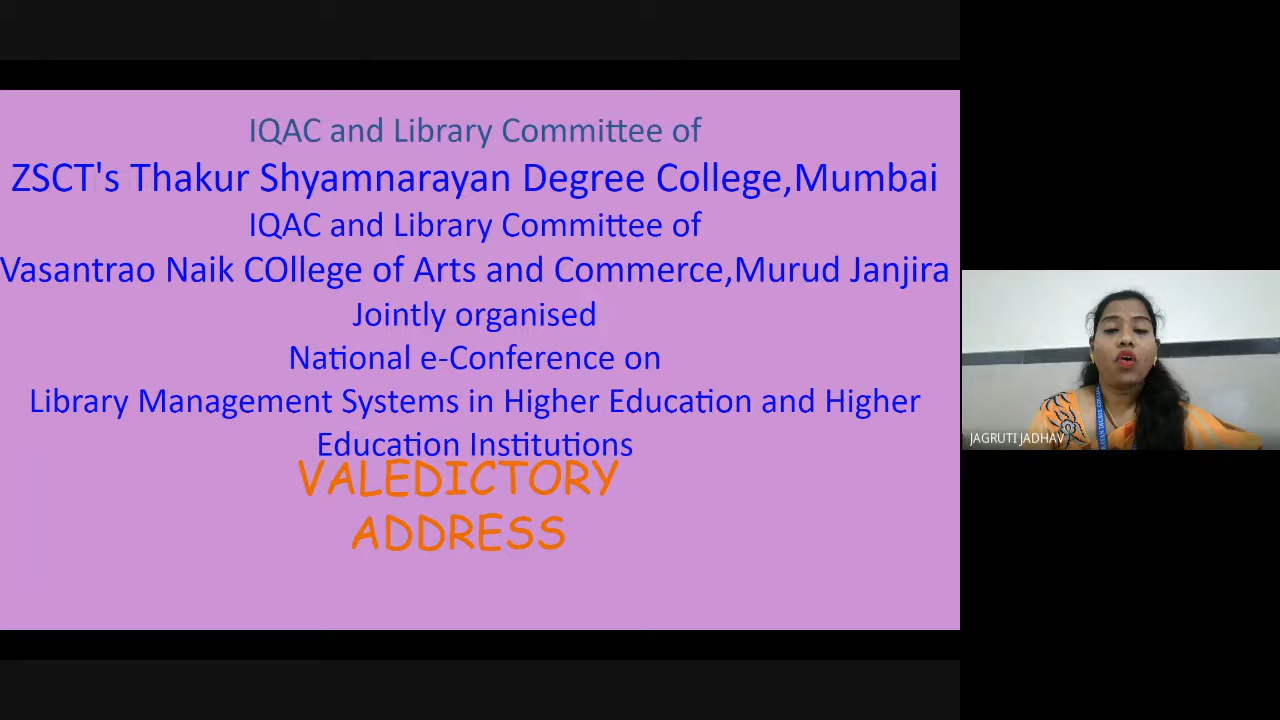 IQAC and Library Committee of
ZSCT's Thakur Shyamnarayan Degree College,Mumbai
IQAC and Library Committee of
Vasantrao Naik COllege of Arts and Commerce,Murud Janjira
Jointly organised
National e-Conference on
Library Management Systems in Higher Education and Higher
Education Institutions
VALEDICTORY
ADDRESS
JAGRUTI JADHAV